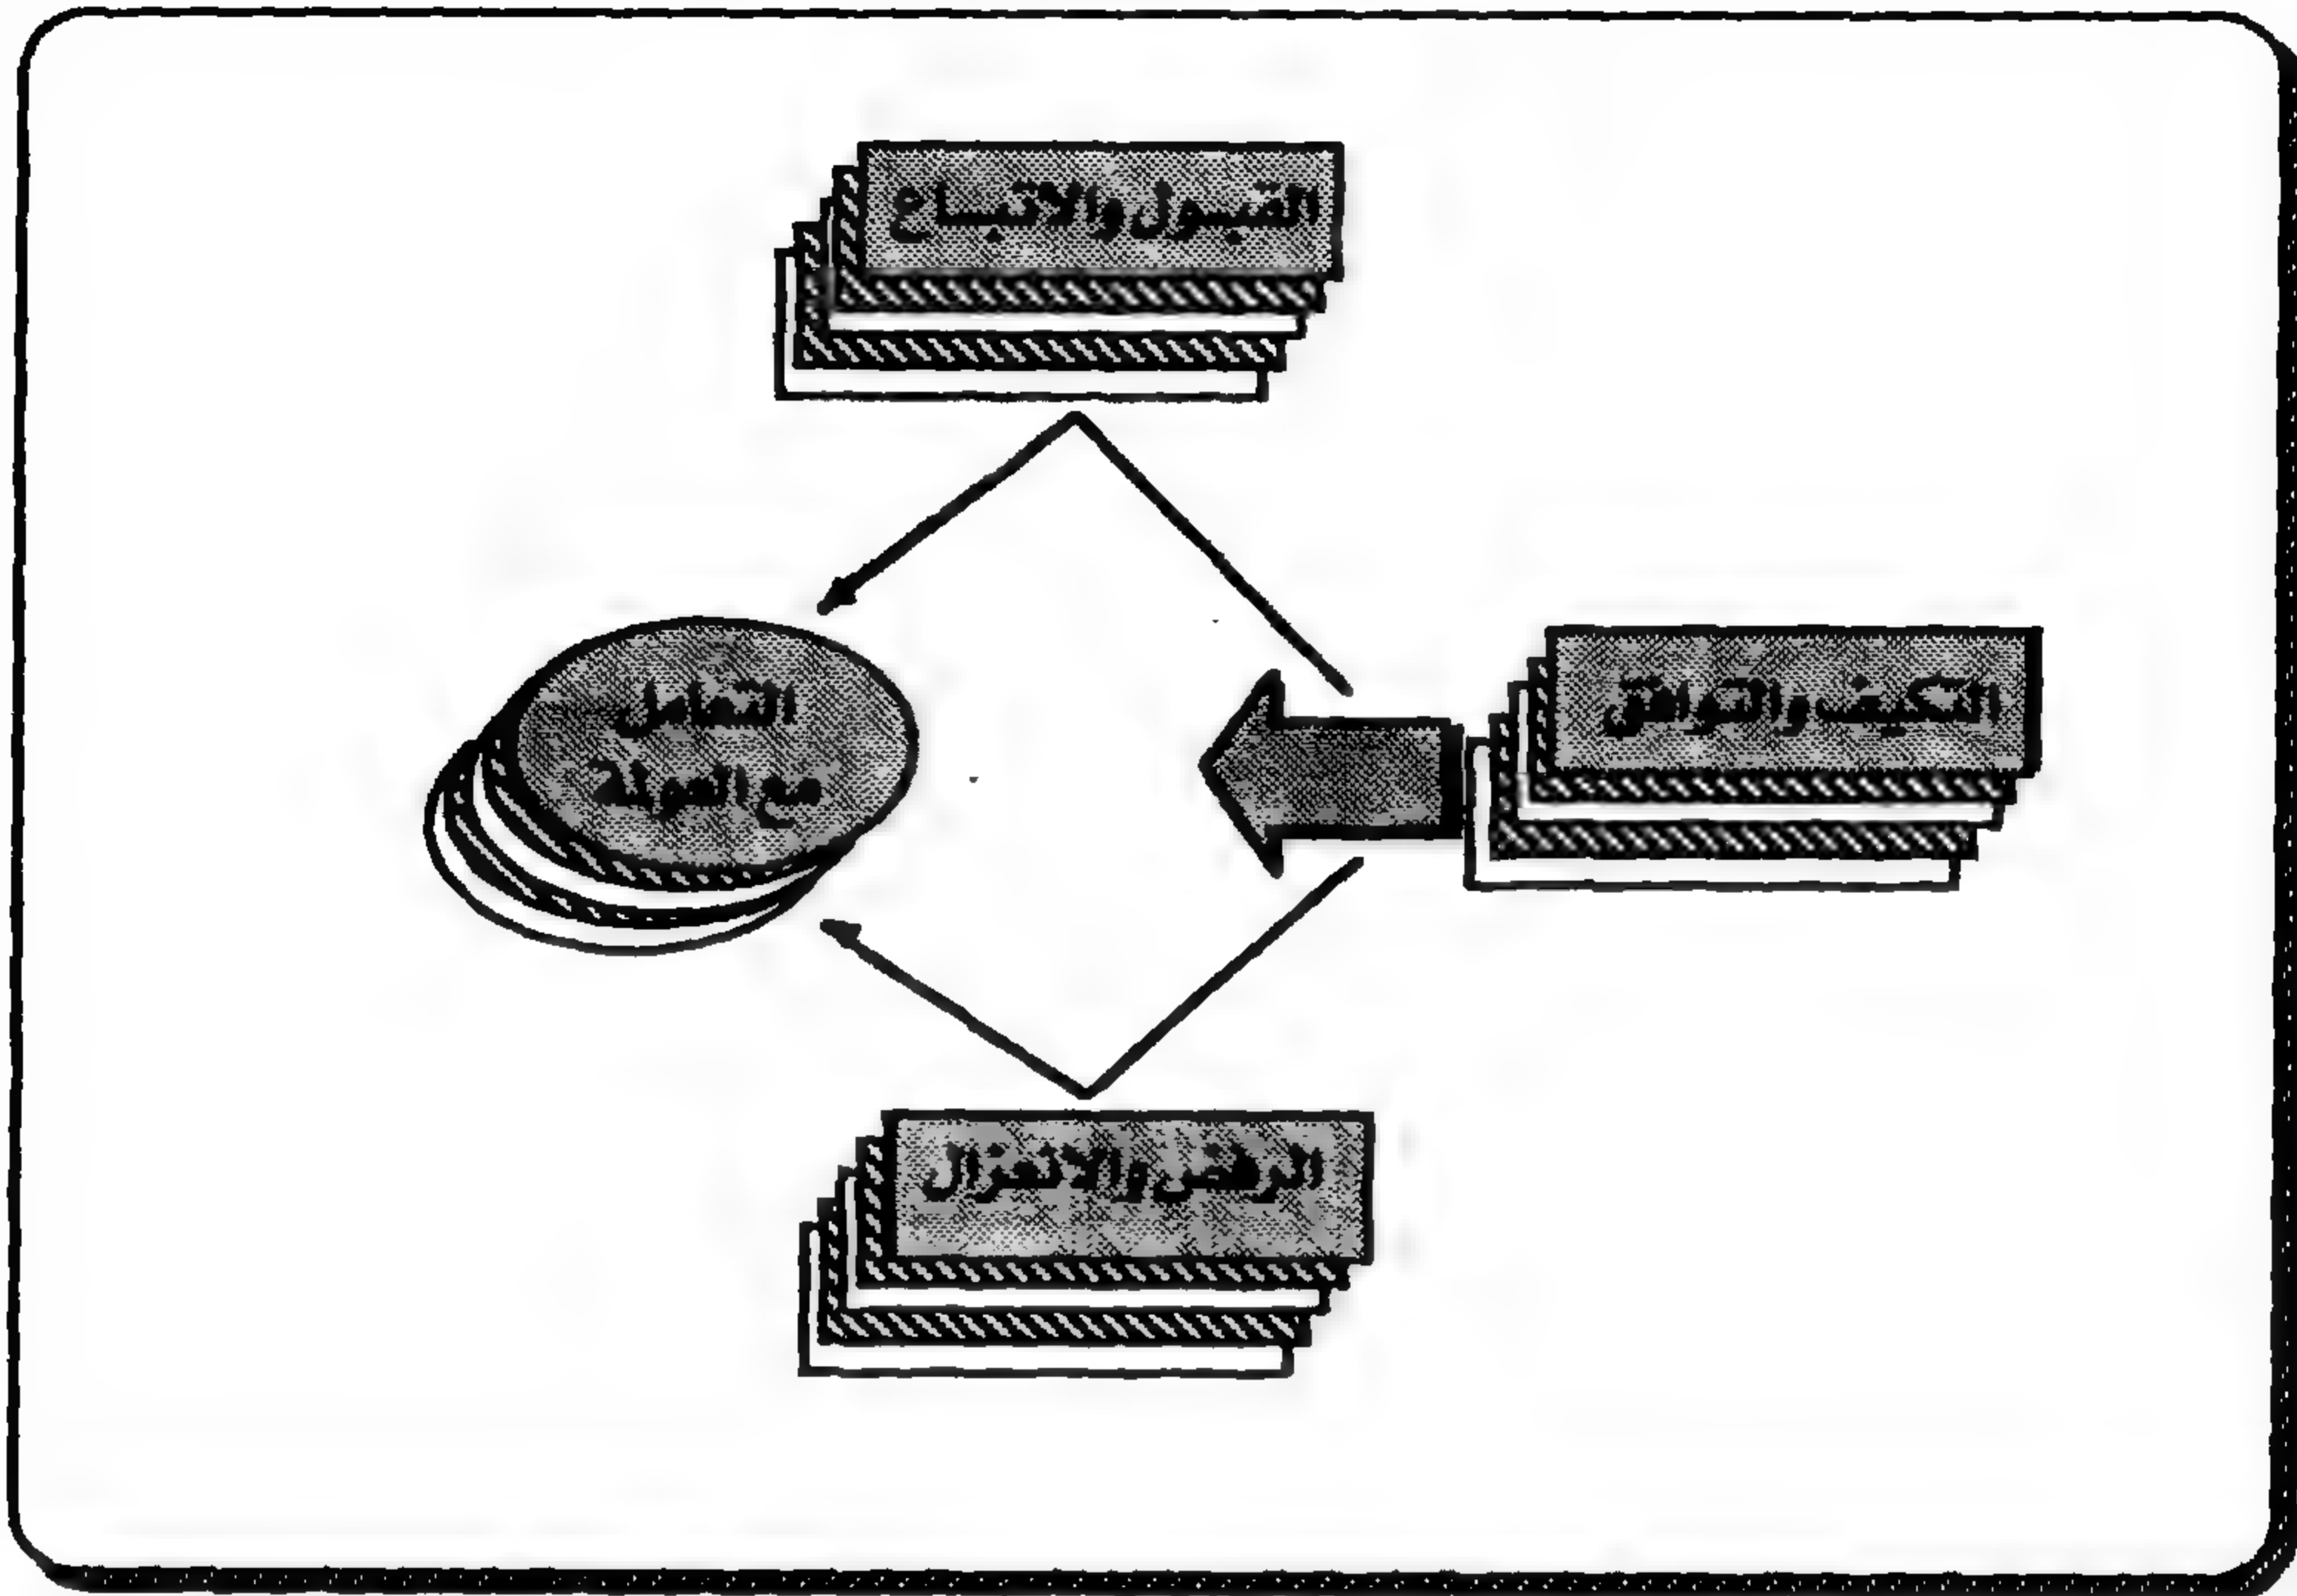 القبول والاتباع
التكيف والتوافق
التعامل
مع العولمة
الرفض والانعزال